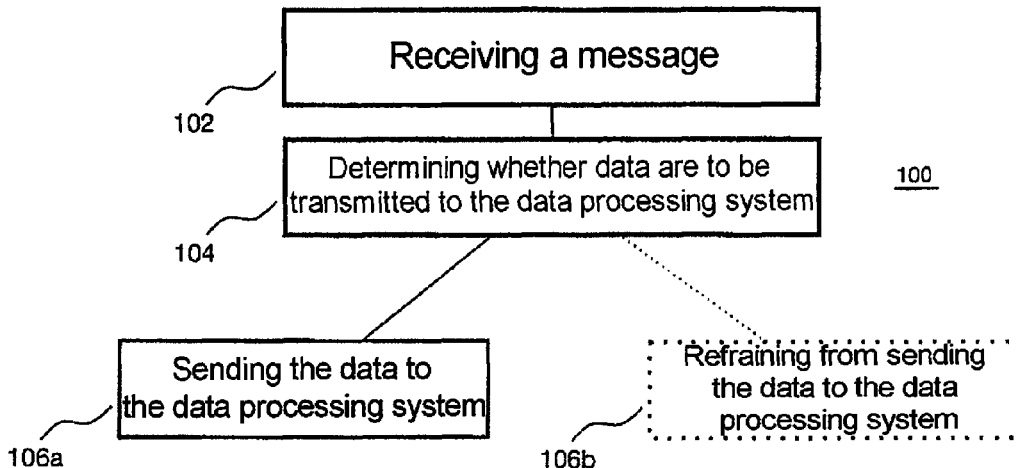 Receiving a message
102
Determining whether data are to be
transmitted to the data processing system
100
104
Sending the data to
the data processing system
106a
Refraining from sending
the data to the data
processing system
106b